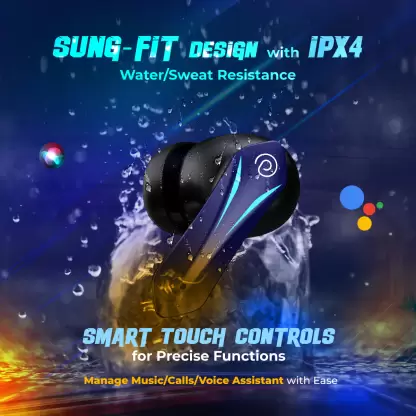 SUNG-FiT DESIGN with iPX4
Water/Sweat Resistance
SMART TOUCH CONTROLS
for Precise Functions
Manage Music/Calls/Voice Assistant with Ease